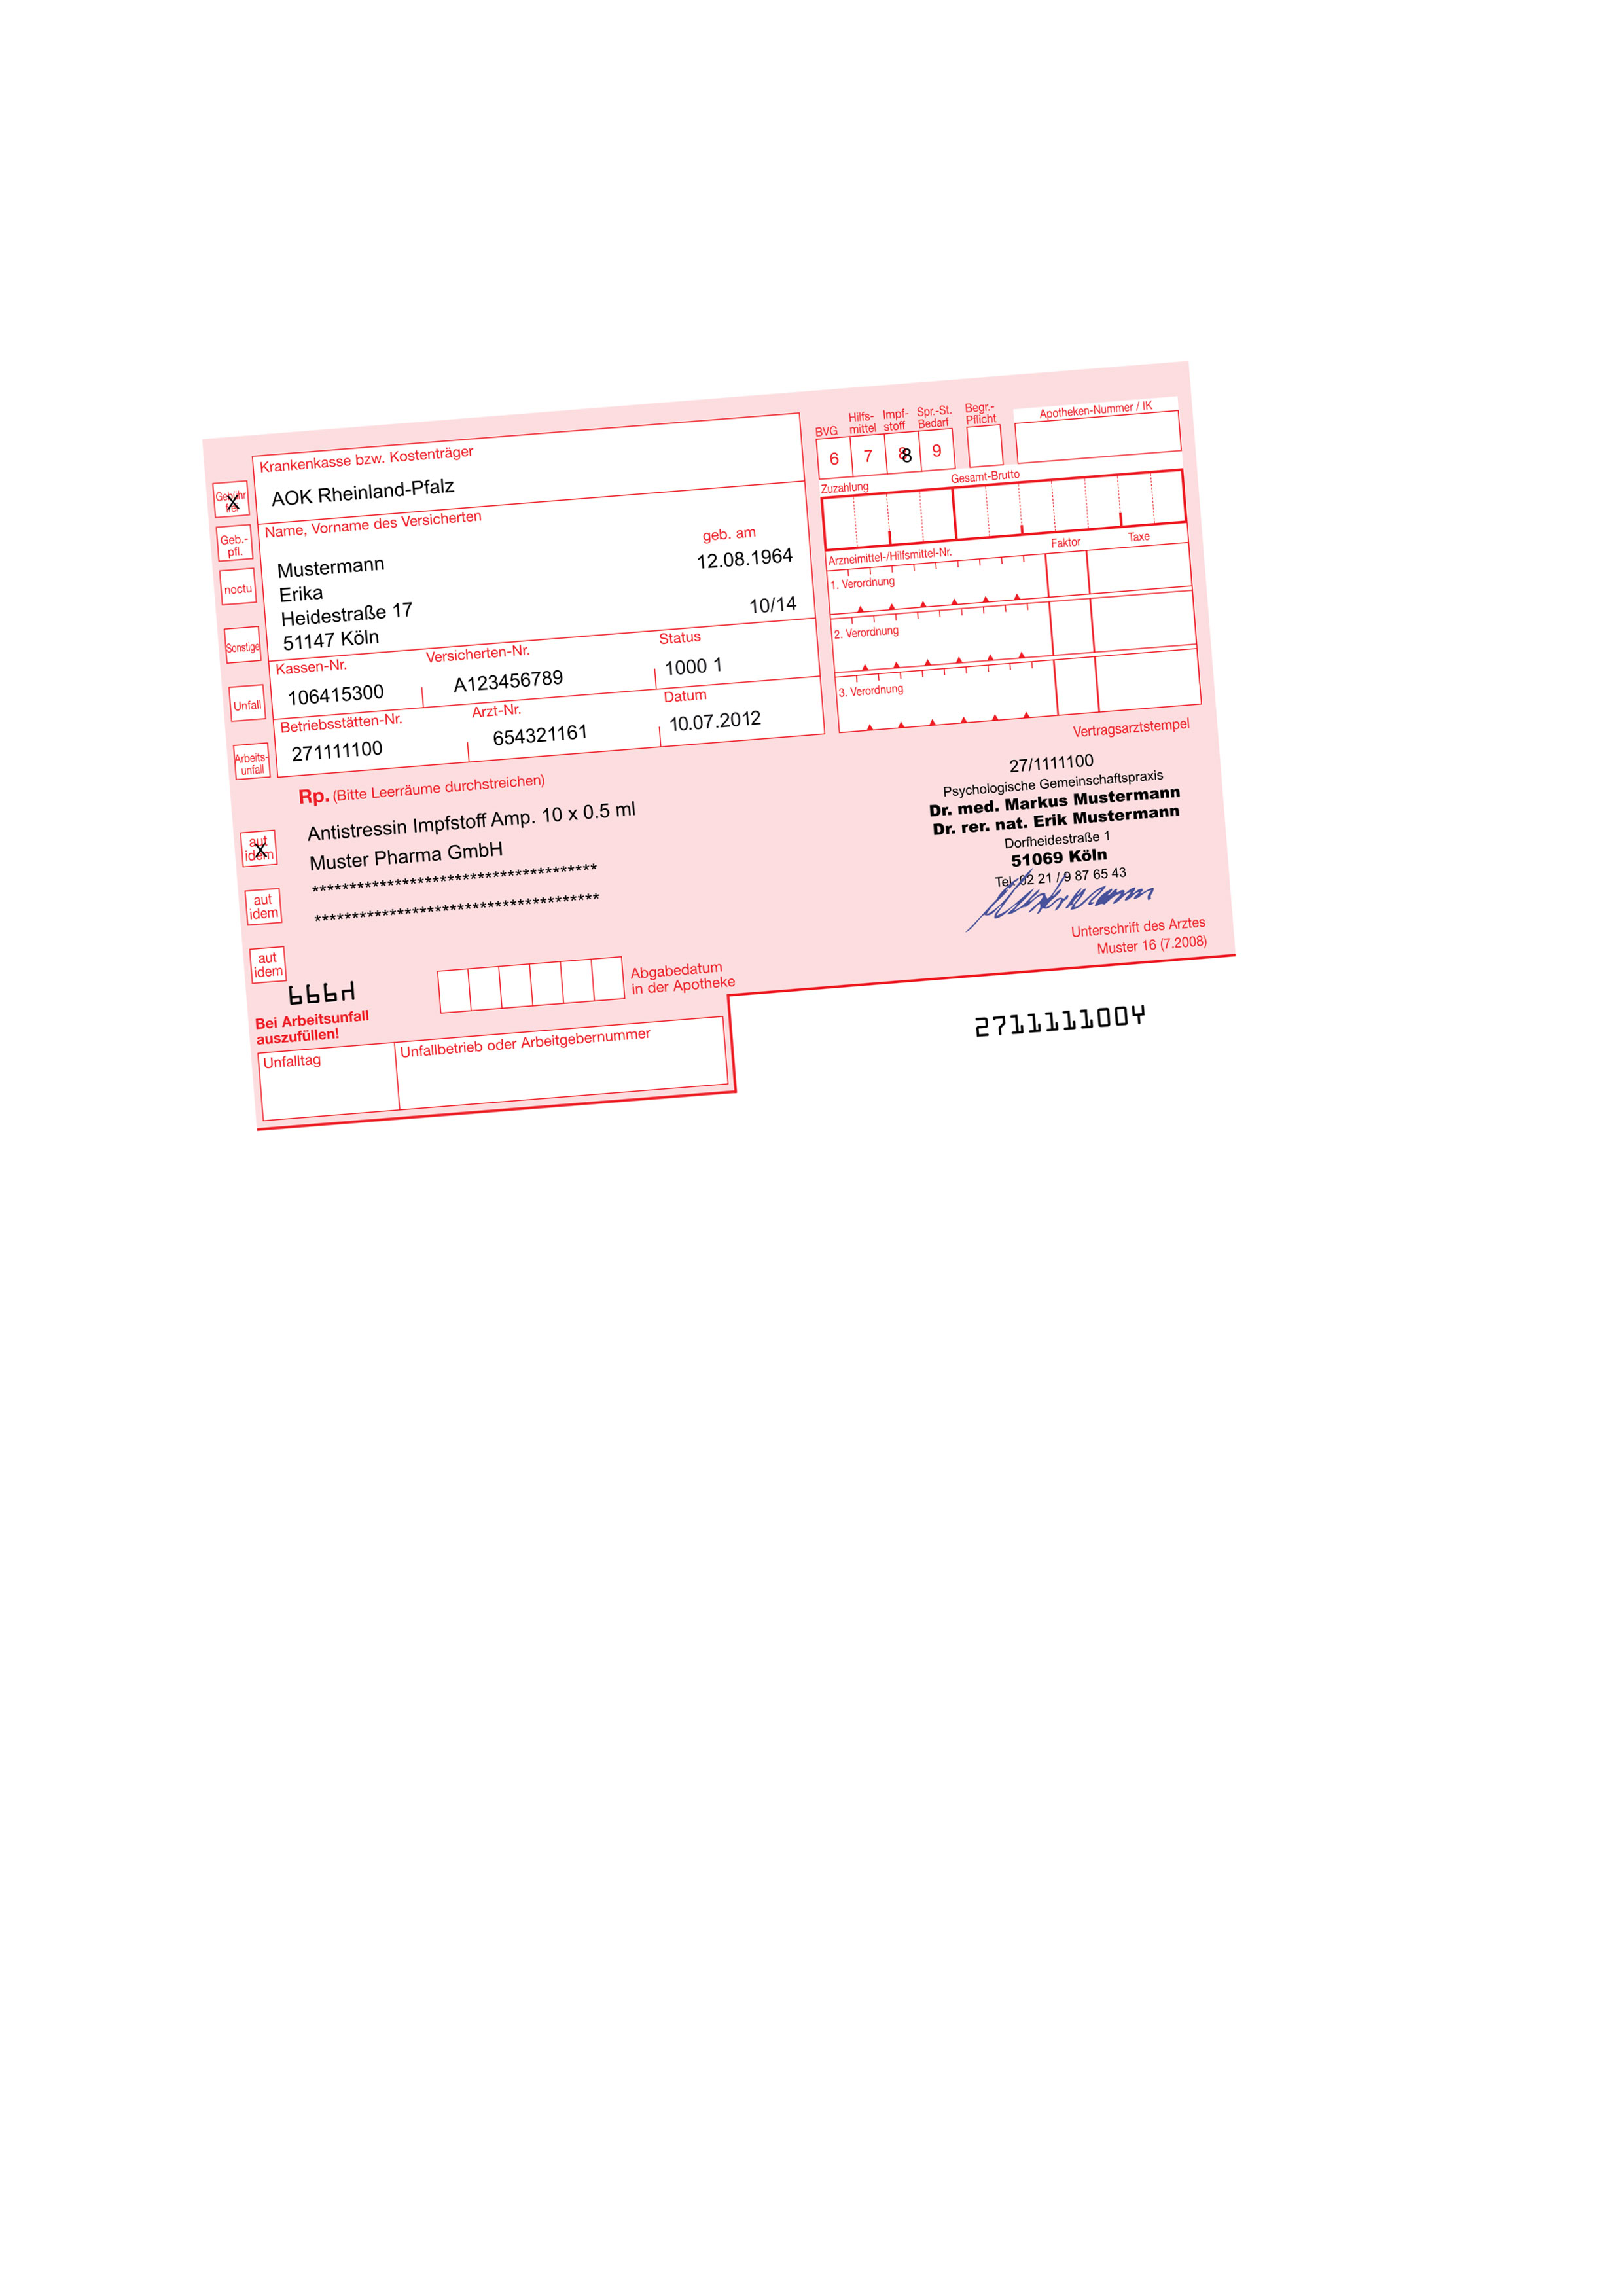 Krankenkasse bzw. Kostenträger
AOK Rheinland-Pfalz
Gebühr frei
X
Geb.-
pfl.
noctu
Sonstige
Unfall
Arbeits-
unfall
Name, Vorname des Versicherten
geb. am
Mustermann
12.08.1964
Erika
Heidestraße 17
10/14
51147 Köln
Kassen-Nr.
Versicherten-Nr.
Status
106415300
A123456789
1000 1
Betriebsstätten-Nr.
Arzt-Nr.
Datum
271111100
654321161
10.07.2012
BVG
Hilfs-
mittel
Impf-
stoff
Spr.-St.
Bedarf
Begr.-
Pflicht
Apotheken-Nummer / IK
6 7 8 8 9
Zuzahlung
Gesamt-Brutto
Arzneimittel-/Hilfsmittel-Nr.
Faktor
Taxe
1. Verordnung
2. Verordnung
3. Verordnung
Vertragsarztstempel
Rp. (Bitte Leerräume durchstreichen)
aut
idem
X
Antistressin Impfstoff Amp. 10 x 0.5 ml
Muster Pharma GmbH
**************************************
**************************************
aut
idem
aut
idem
27/1111100
Psychologische Gemeinschaftspraxis
Dr. med. Markus Mustermann
Dr. rer. nat. Erik Mustermann
Dorfheidestraße 1
51069 Köln
Tel. 02 21 / 9 87 65 43
Mustermann
Unterschrift des Arztes
Muster 16 (7.2008)
Abgabedatum
in der Apotheke
Bei Arbeitsunfall
auszufüllen!
Unfalltag
Unfallbetrieb oder Arbeitgebernummer
2711111004